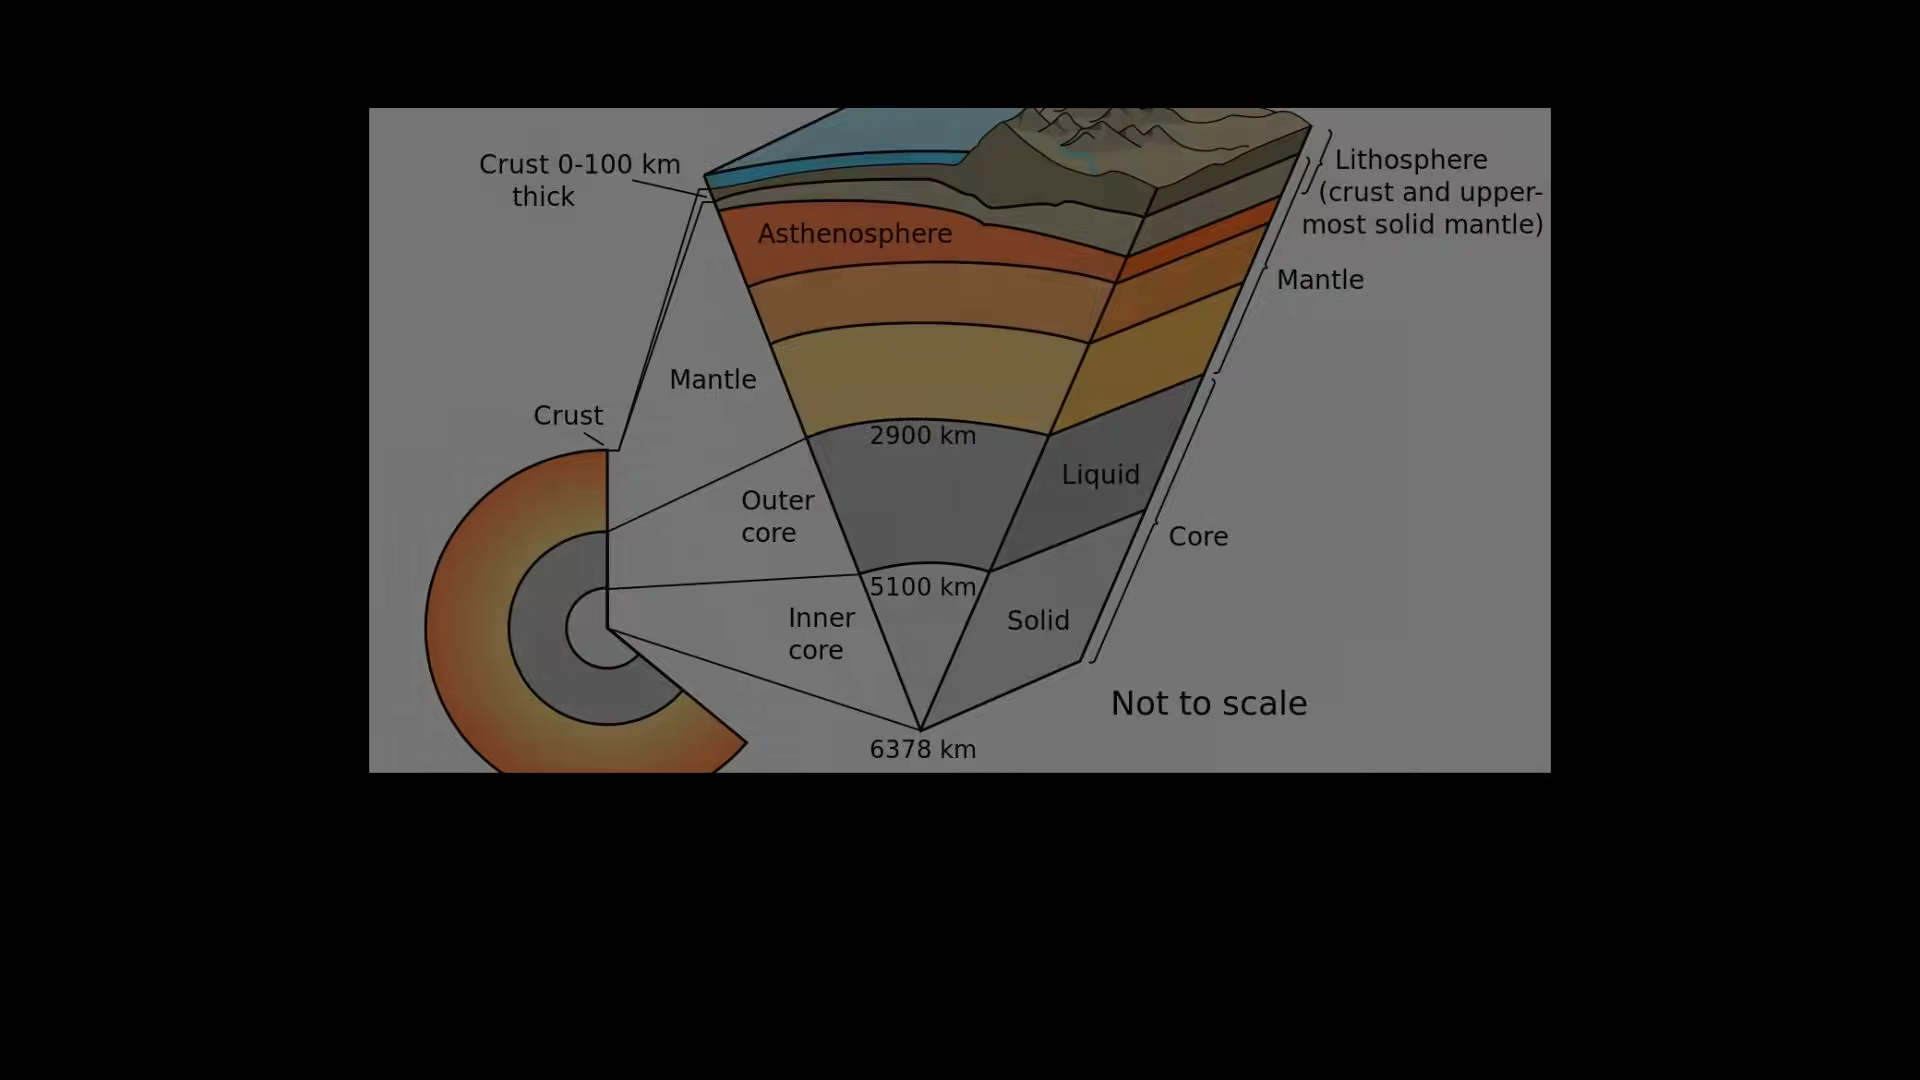 Crust 0-100 km
thick
Lithosphere
(crust and upper-
most solid mantle)
Asthenosphere
Mantle
Mantle
Crust
2900 km
Liquid
Outer
core
Core
5100 km
Inner
core
Solid
Not to scale
6378 km